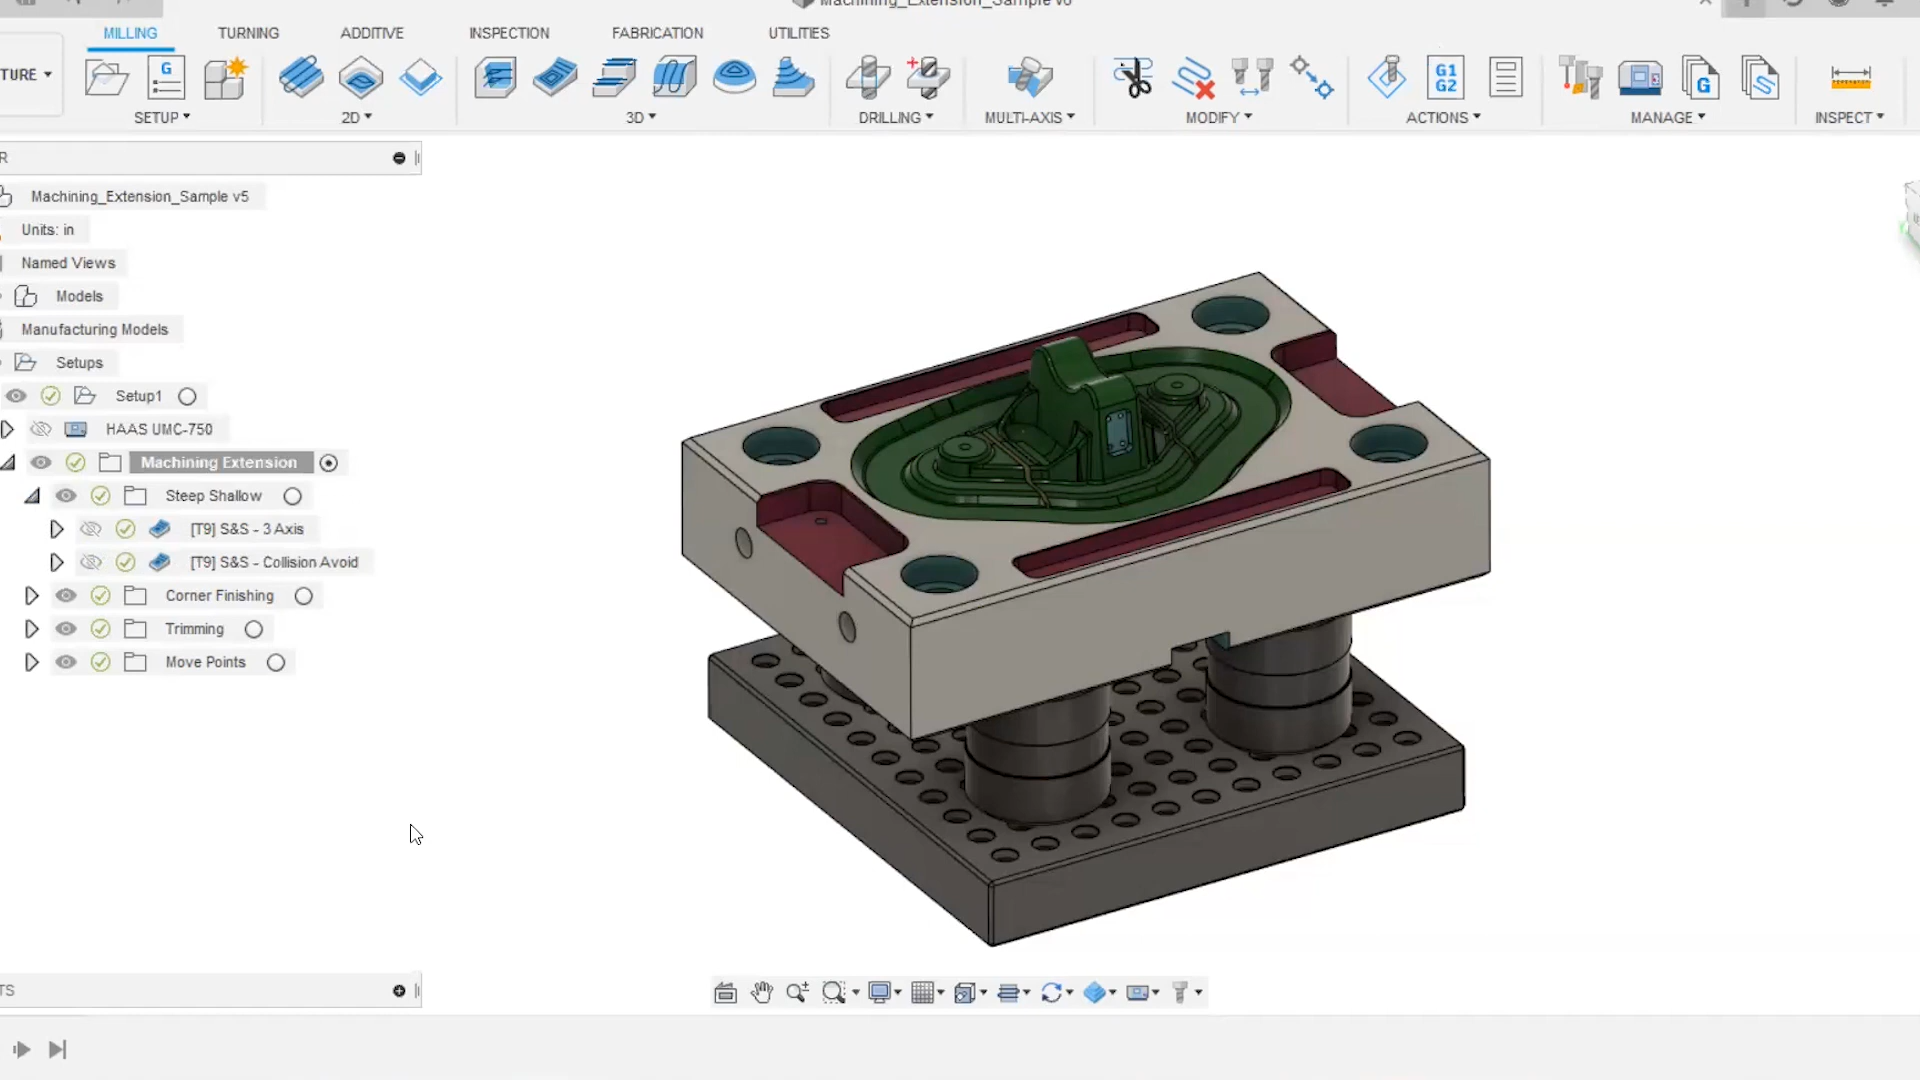 Machining_Extension_Sample v6
MILLING TURNING ADDITIVE INSPECTION FABRICATION UTILITIES
TURE
G G1 G2 G
SETUP 2D 3D DRILLING MULTI-AXIS MODIFY ACTIONS MANAGE INSPECT
R
Machining_Extension_Sample v5
Units: in
Named Views
Models
Manufacturing Models
Setups
Setup1
HAAS UMC-750
Machining Extension
Steep Shallow
[T9] S&S - 3 Axis
[T9] S&S - Collision Avoid
Corner Finishing
Trimming
Move Points
TS